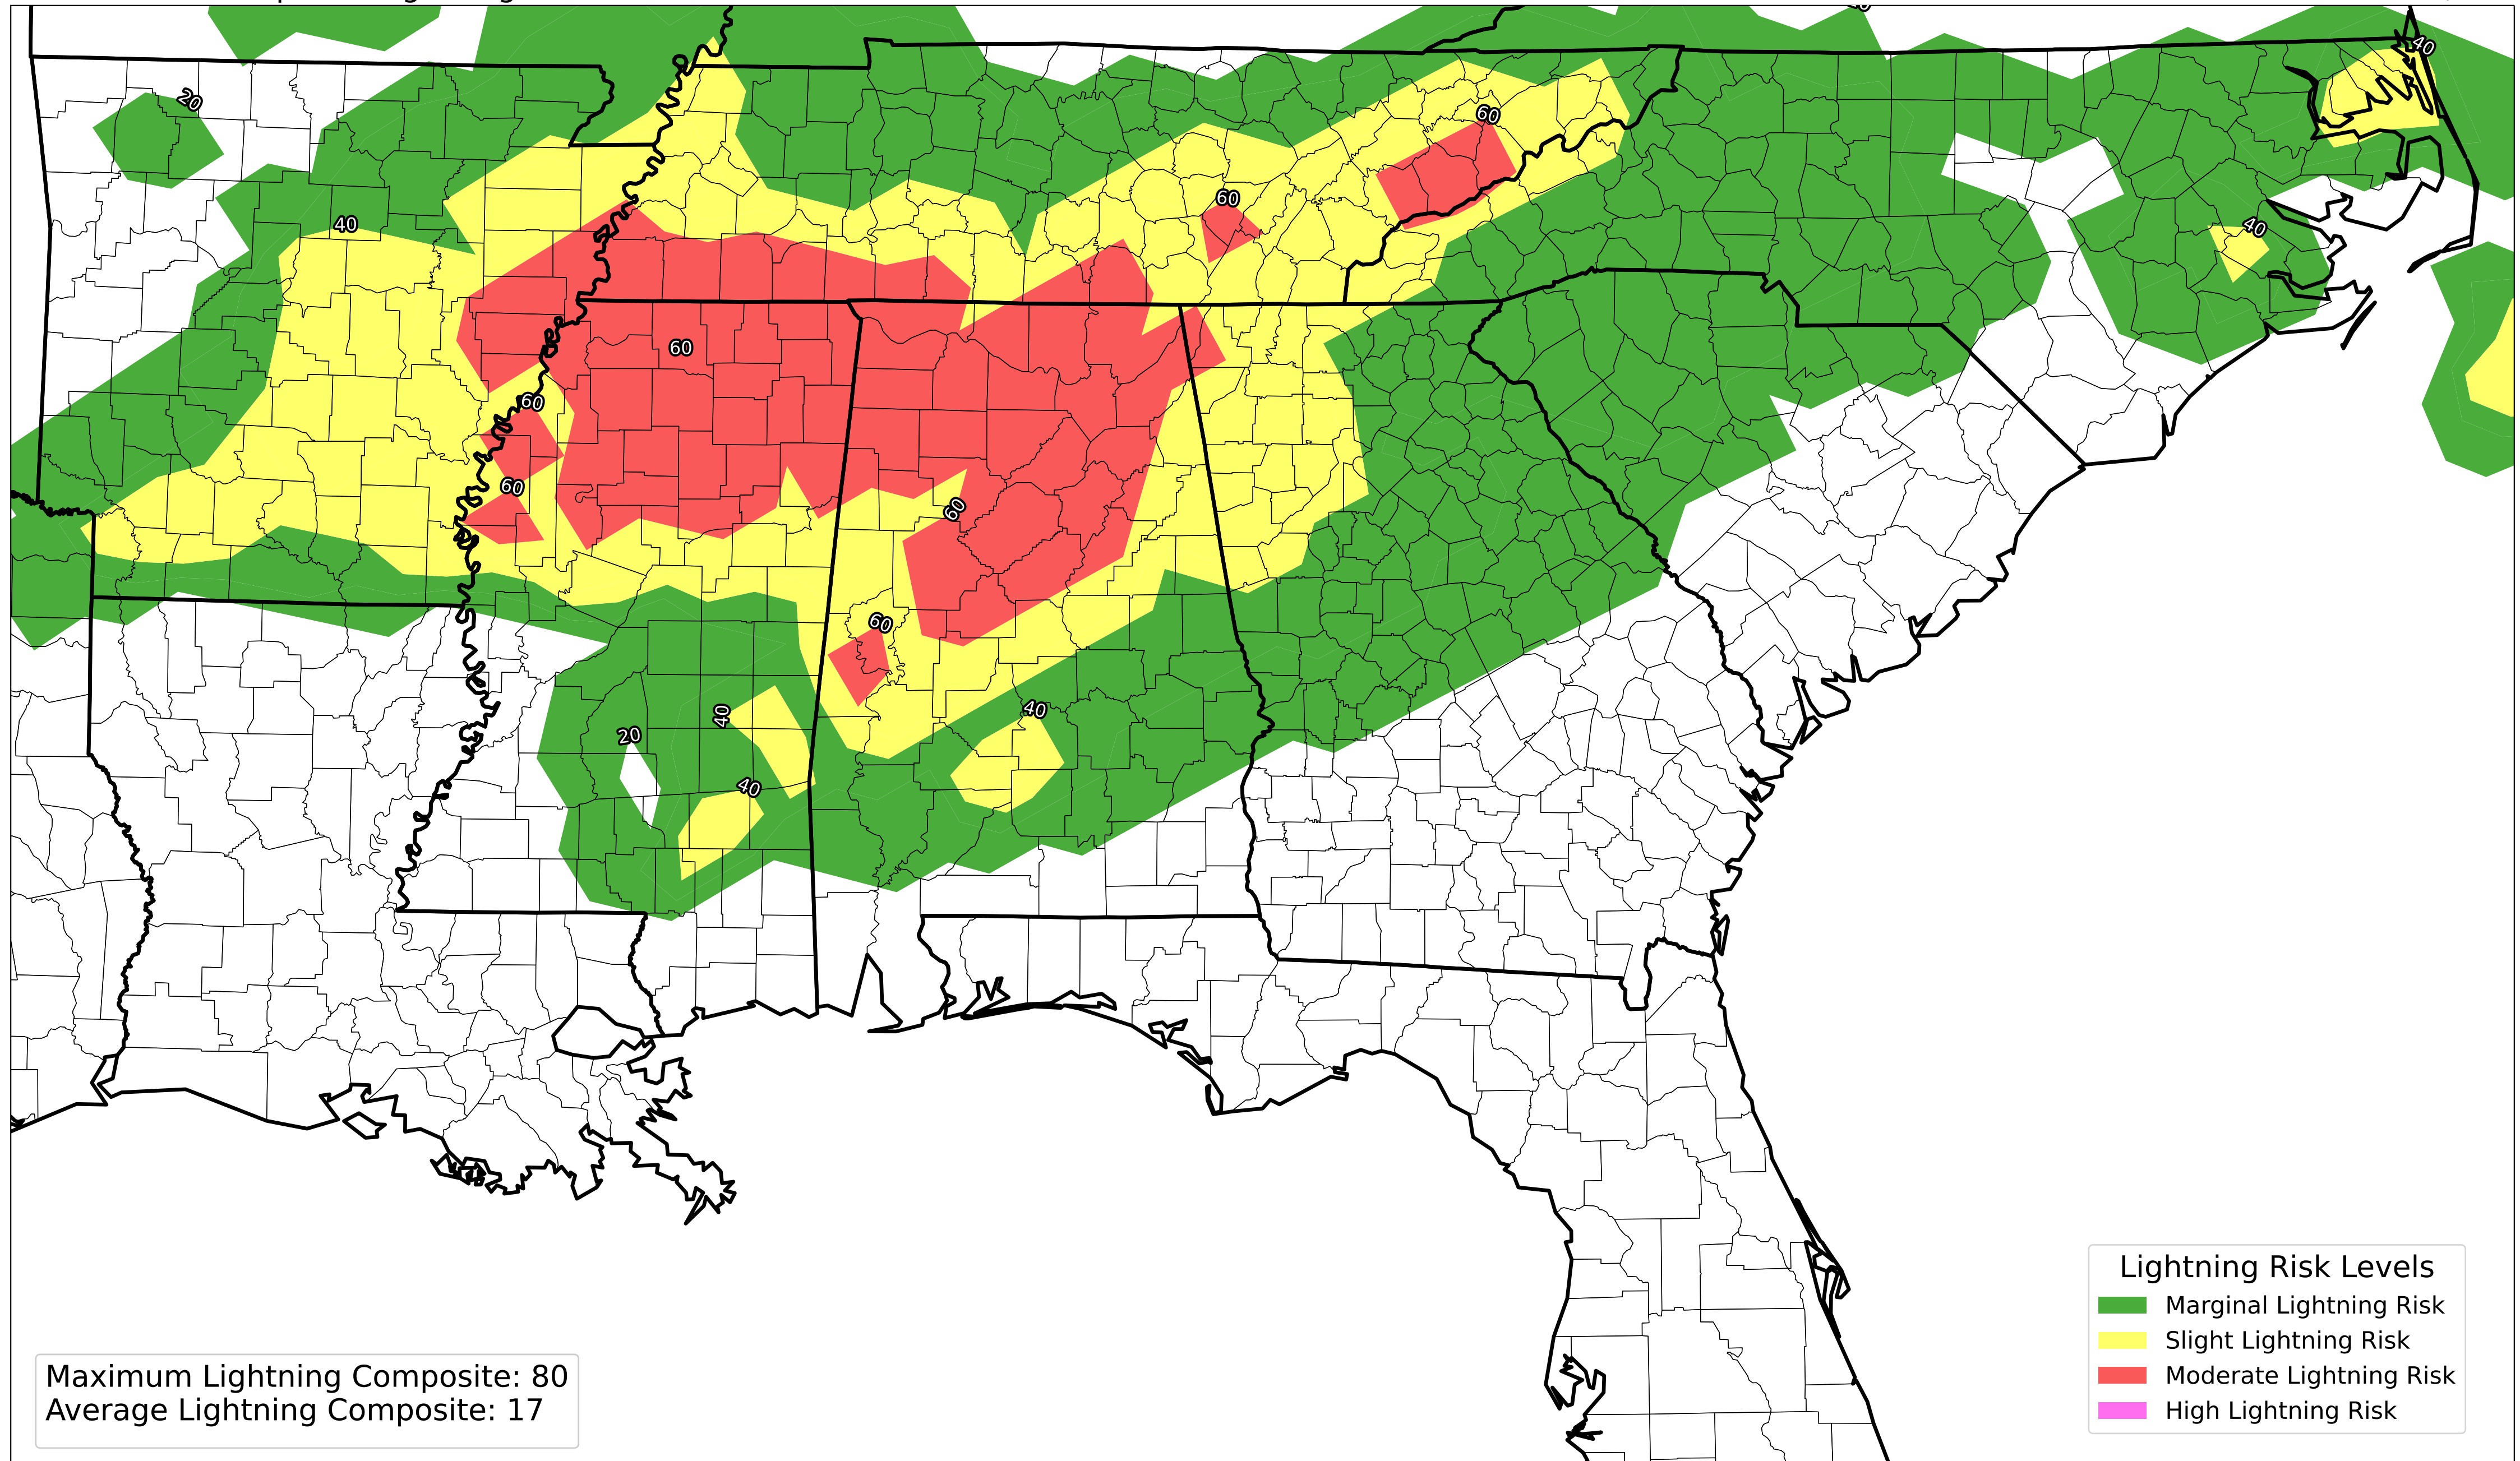 40
20
60
60
40
40
60
60
60
60
60
40
40
20
40
Lightning Risk Levels
Marginal Lightning Risk
Slight Lightning Risk
Moderate Lightning Risk
High Lightning Risk
Maximum Lightning Composite: 80
Average Lightning Composite: 17